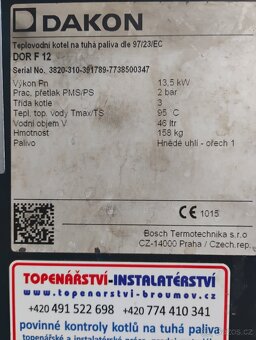 DAKON
Teplovodní kotel na tuhá paliva dle 97/23/EC
DOR F 12
Serial No. 3820-310-391789-7738500347
Výkon Pn 13,5 kW
Prac. přetlak PMS/PS 2 bar
Třída kotle 3
Tepl. top. vody Tmax/TS 95 °C
Vodní objem V 46 litr
Hmotnost 158 kg
Palivo Hnědé uhlí - ořech 1
CE 1015
Bosch Termotechnika s.r.o
CZ-14000 Praha / Czech.rep.
TOPENÁŘSTVÍ-INSTALATÉRSTVÍ
www.topenarstvi-broumov.cz
+420 491 522 698 +420 774 410 341
povinné kontroly kotlů na tuhá paliva